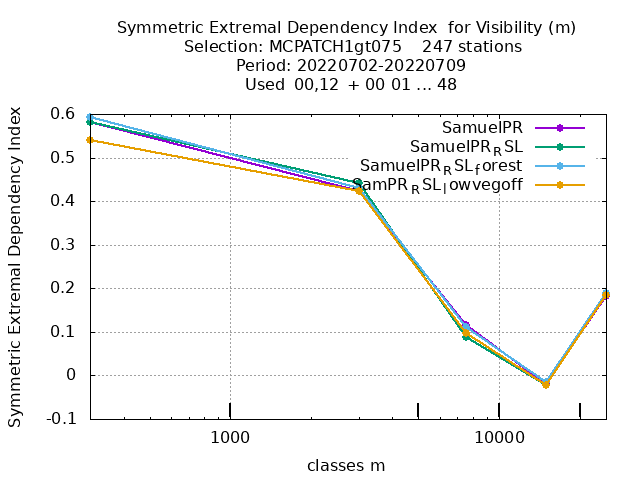 Symmetric Extremal Dependency Index  for Visibility (m)
Selection: MCPATCH1gt075    247 stations
Period: 20220702-20220709
Used  00,12  + 00 01 ... 48
Symmetric Extremal Dependency Index
0.6
0.5
0.4
0.3
0.2
0.1
0
-0.1
SamuelPR
SamuelPR_RSL
SamuelPR_RSL_forest
SamPR_RSL_lowvegoff
1000
10000
classes m